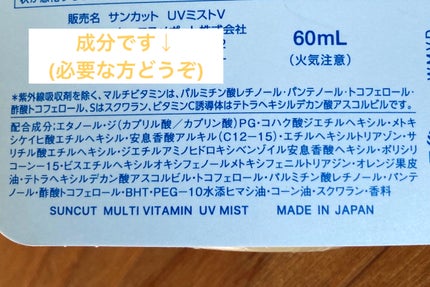 販売名 サンカット UVミストV
成分です↓
(必要な方どうぞ)
60mL
(火気注意)
*紫外線吸収剤を除く、マルチビタミンは、パルミチン酸レチノール・パンテノール・トコフェロール・
酢酸トコフェロール、Sはスクワラン、ビタミンC誘導体はテトラヘキシルデカン酸アスコルビルです。
配合成分:エタノール・ジ(カプリル酸/カプリン酸)PG・コハク酸ジエチルヘキシル・メトキ
シケイヒ酸エチルヘキシル・安息香酸アルキル(C12-15)・エチルヘキシルトリアゾン・サ
リチル酸エチルヘキシル・ジエチルアミノヒドロキシベンゾイル安息香酸ヘキシル・ポリシリ
コーン-15・ビスエチルヘキシルオキシフェノールメトキシフェニルトリアジン・オレンジ果皮
油・テトラヘキシルデカン酸アスコルビル・トコフェロール・パルミチン酸レチノール・パンテ
ノール・酢酸トコフェロール・BHT・PEG-10水添ヒマシ油・コーン油・スクワラン・香料
SUNCUT MULTI VITAMIN UV MIST MADE IN JAPAN